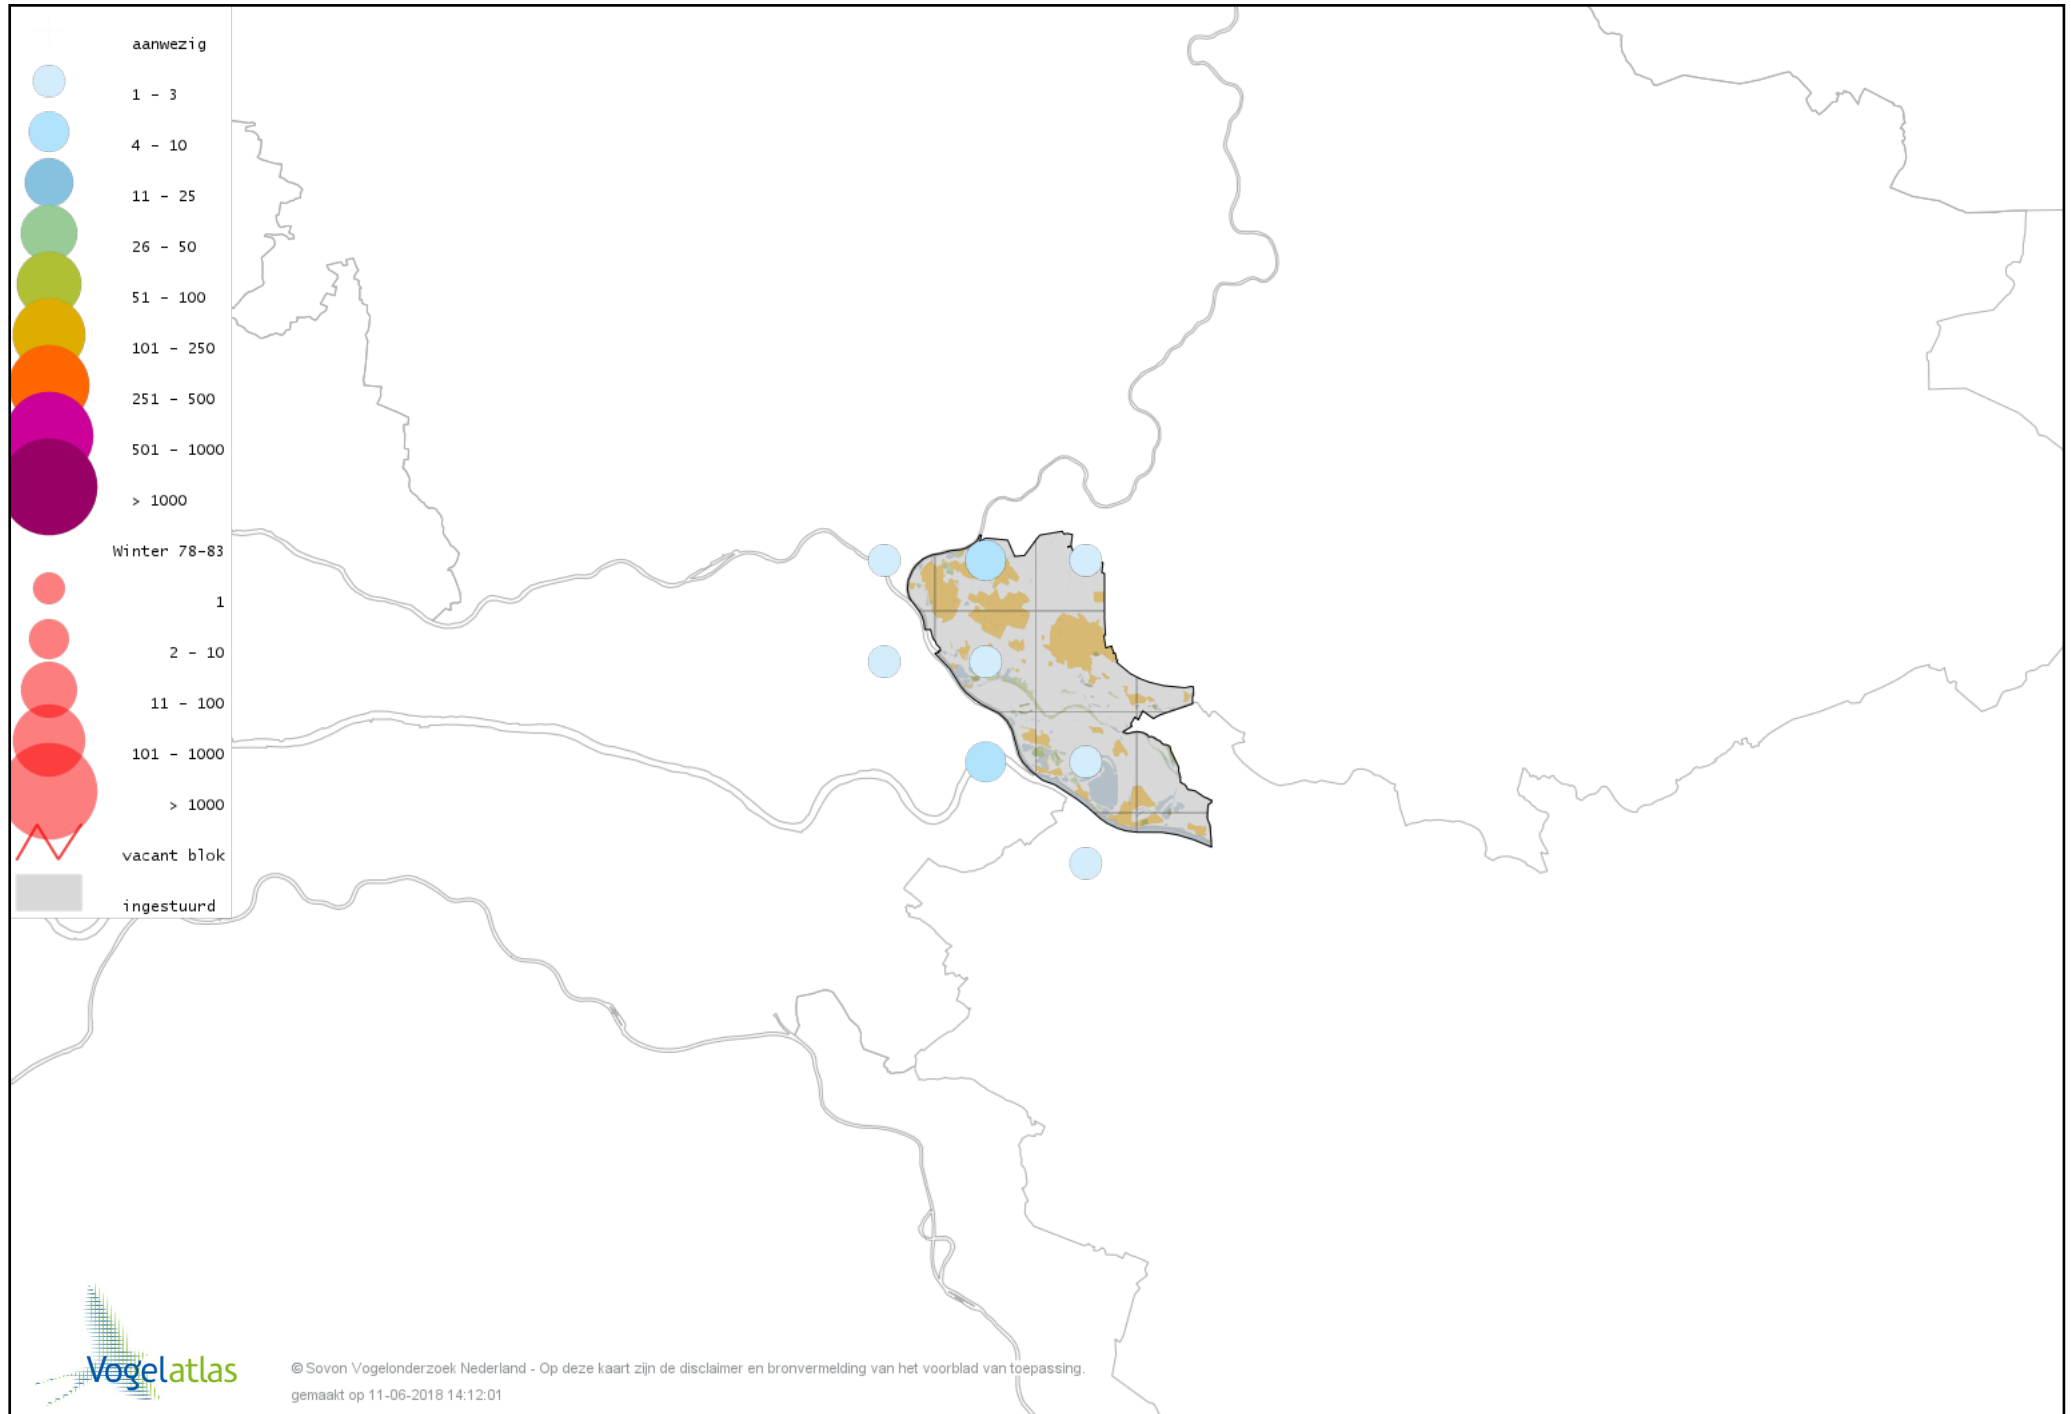 aanwezig
1 - 3
4 - 10
11 - 25
26 - 50
51 - 100
101 - 250
251 - 500
501 - 1000
> 1000
Winter 78-83
1
2 - 10
11 - 100
101 - 1000
> 1000
vacant blok
ingestuurd
Vogelatlas
© Sovon Vogelonderzoek Nederland - Op deze kaart zijn de disclaimer en bronvermelding van het voorblad van toepassing.
gemaakt op 11-06-2018 14:12:01